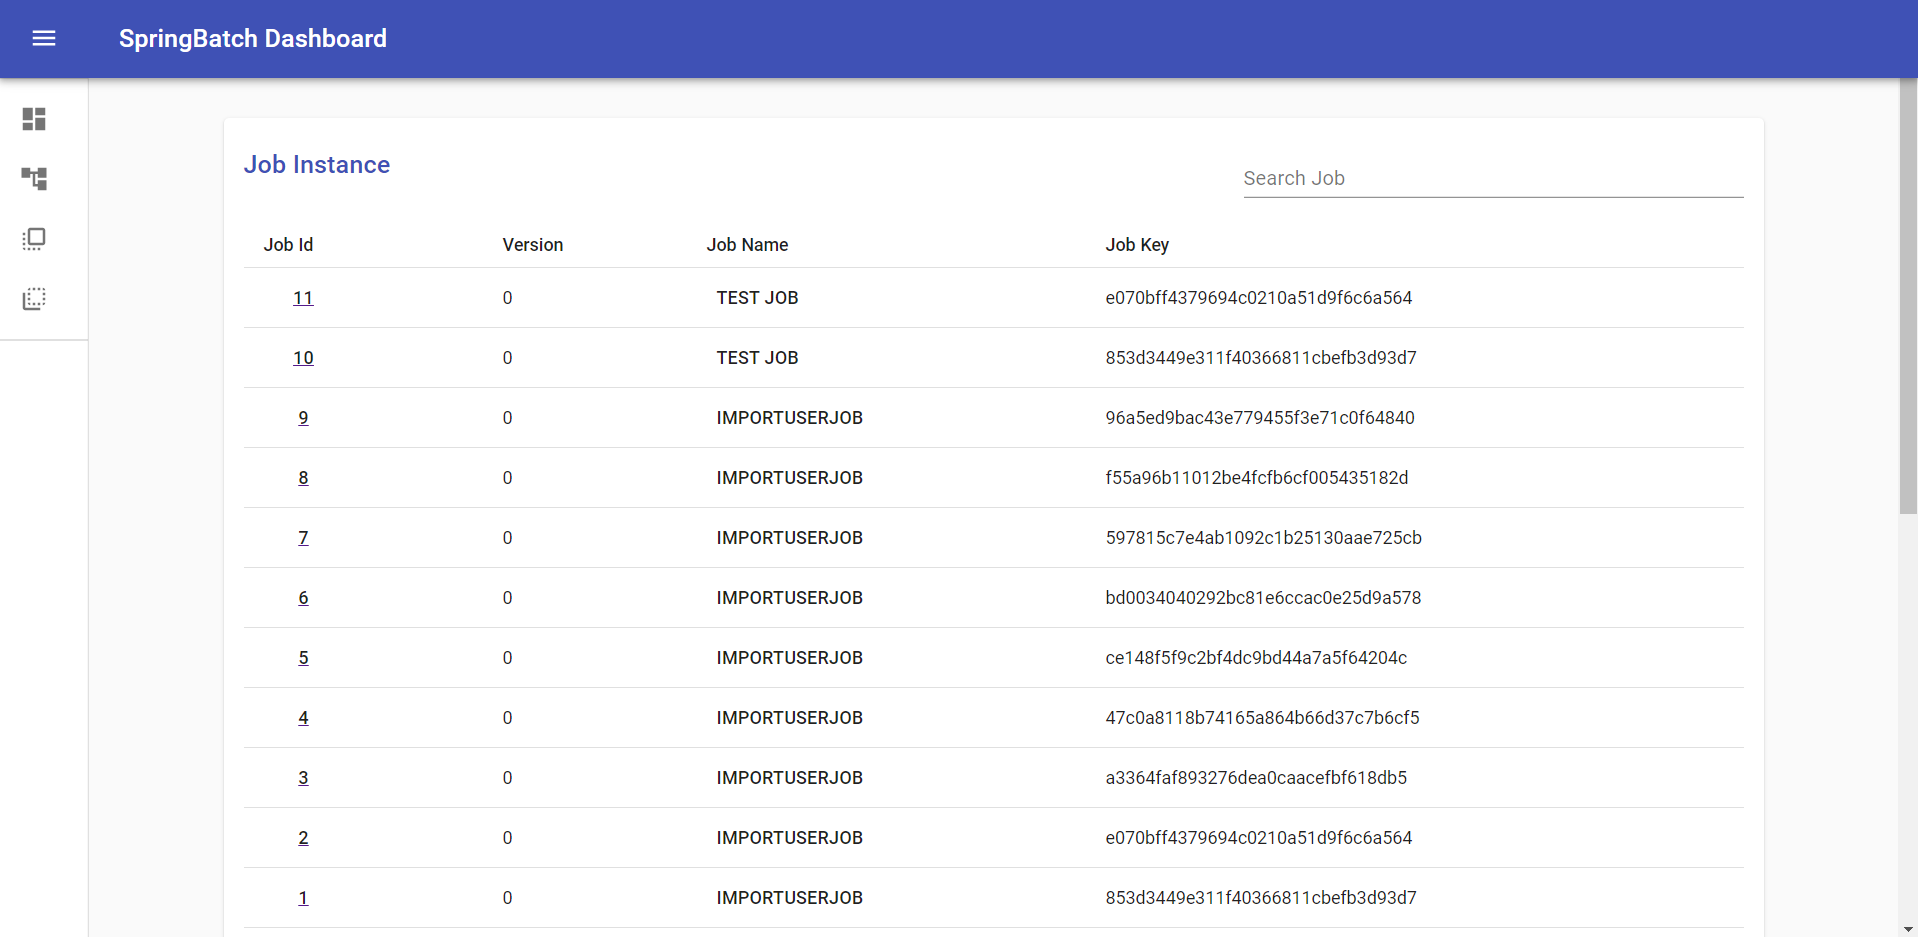 SpringBatch Dashboard
Job Instance
Search Job
Job Id Version Job Name Job Key
11 0 TEST JOB e070bff4379694c0210a51d9f6c6a564
10 0 TEST JOB 853d3449e311f40366811cbefb3d93d7
9 0 IMPORTUSERJOB 96a5ed9bac43e779455f3e71c0f64840
8 0 IMPORTUSERJOB f55a96b11012be4fcfb6cf005435182d
7 0 IMPORTUSERJOB 597815c7e4ab1092c1b25130aae725cb
6 0 IMPORTUSERJOB bd0034040292bc81e6ccac0e25d9a578
5 0 IMPORTUSERJOB ce148f5f9c2bf4dc9bd44a7a5f64204c
4 0 IMPORTUSERJOB 47c0a8118b74165a864b66d37c7b6cf5
3 0 IMPORTUSERJOB a3364faf893276dea0caacefbf618db5
2 0 IMPORTUSERJOB e070bff4379694c0210a51d9f6c6a564
1 0 IMPORTUSERJOB 853d3449e311f40366811cbefb3d93d7